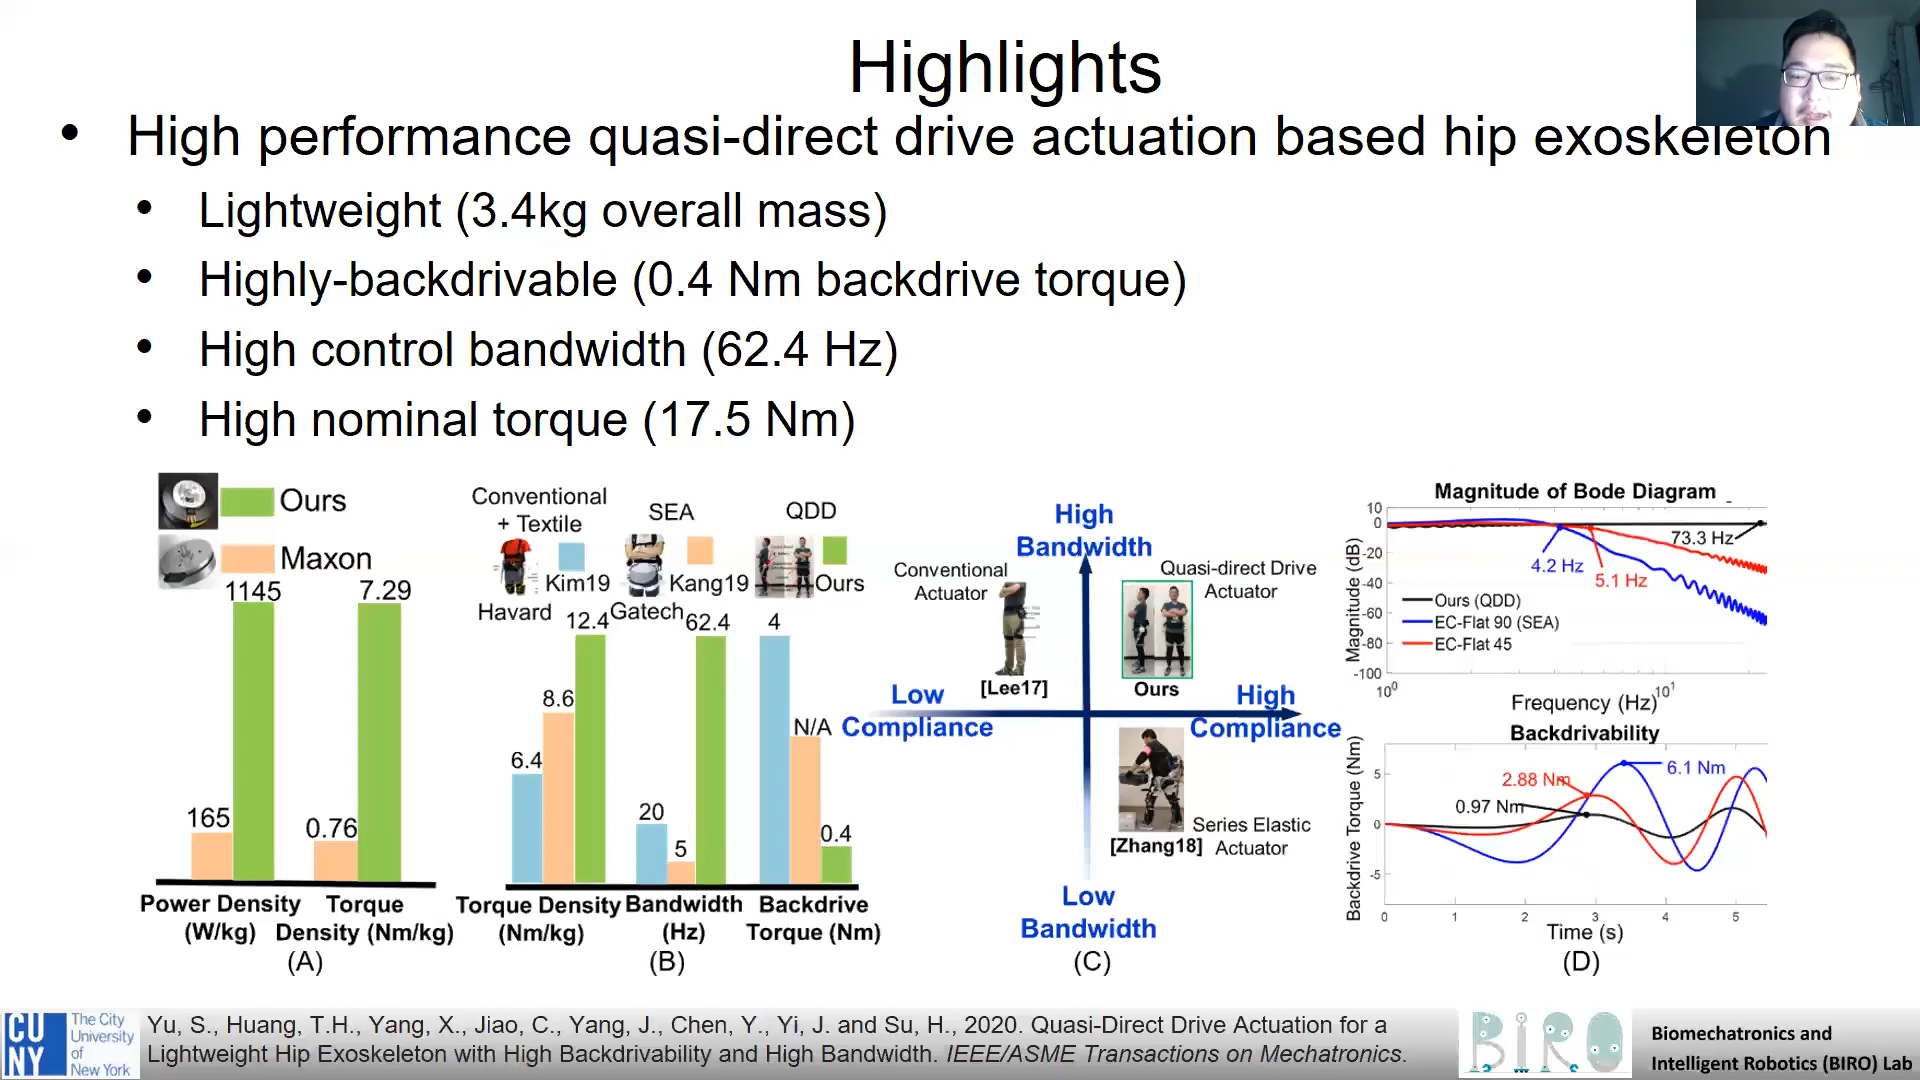 Highlights
• High performance quasi-direct drive actuation based hip exoskeleton
• Lightweight (3.4kg overall mass)
• Highly-backdrivable (0.4 Nm backdrive torque)
• High control bandwidth (62.4 Hz)
• High nominal torque (17.5 Nm)
Ours
Maxon
1145
7.29
165
0.76
Power Density
(W/kg)
Torque
Density (Nm/kg)
(A)
Conventional
+ Textile
SEA
QDD
Kim19
Kang19
Ours
Havard
Gatech
12.4
62.4
4
8.6
N/A
6.4
20
5
0.4
Torque Density
(Nm/kg)
Bandwidth
(Hz)
Backdrive
Torque (Nm)
(B)
High
Bandwidth
Conventional
Actuator
Quasi-direct Drive
Actuator
[Lee17]
Ours
Low
Compliance
High
Compliance
[Zhang18]
Series Elastic
Actuator
Low
Bandwidth
(C)
Magnitude of Bode Diagram
Magnitude (dB)
10
0
-20
-40
-60
-80
-100
73.3 Hz
4.2 Hz
5.1 Hz
Ours (QDD)
EC-Flat 90 (SEA)
EC-Flat 45
10⁰
10¹
Frequency (Hz)
Backdrivability
Backdrive Torque (Nm)
5
0
-5
6.1 Nm
2.88 Nm
0.97 Nm
0 1 2 3 4 5
Time (s)
(D)
CU
NY
The City
University
of
New York
Yu, S., Huang, T.H., Yang, X., Jiao, C., Yang, J., Chen, Y., Yi, J. and Su, H., 2020. Quasi-Direct Drive Actuation for a
Lightweight Hip Exoskeleton with High Backdrivability and High Bandwidth. IEEE/ASME Transactions on Mechatronics.
BIRO
Biomechatronics and
Intelligent Robotics (BIRO) Lab